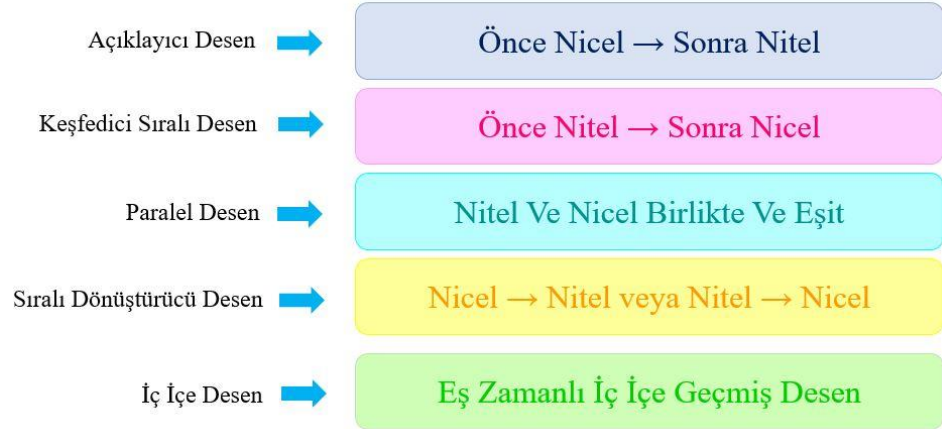 Açıklayıcı Desen
Önce Nicel → Sonra Nitel
Keşfedici Sıralı Desen
Önce Nitel → Sonra Nicel
Paralel Desen
Nitel Ve Nicel Birlikte Ve Eşit
Sıralı Dönüştürücü Desen
Nicel → Nitel veya Nitel → Nicel
İç İçe Desen
Eş Zamanlı İç İçe Geçmiş Desen